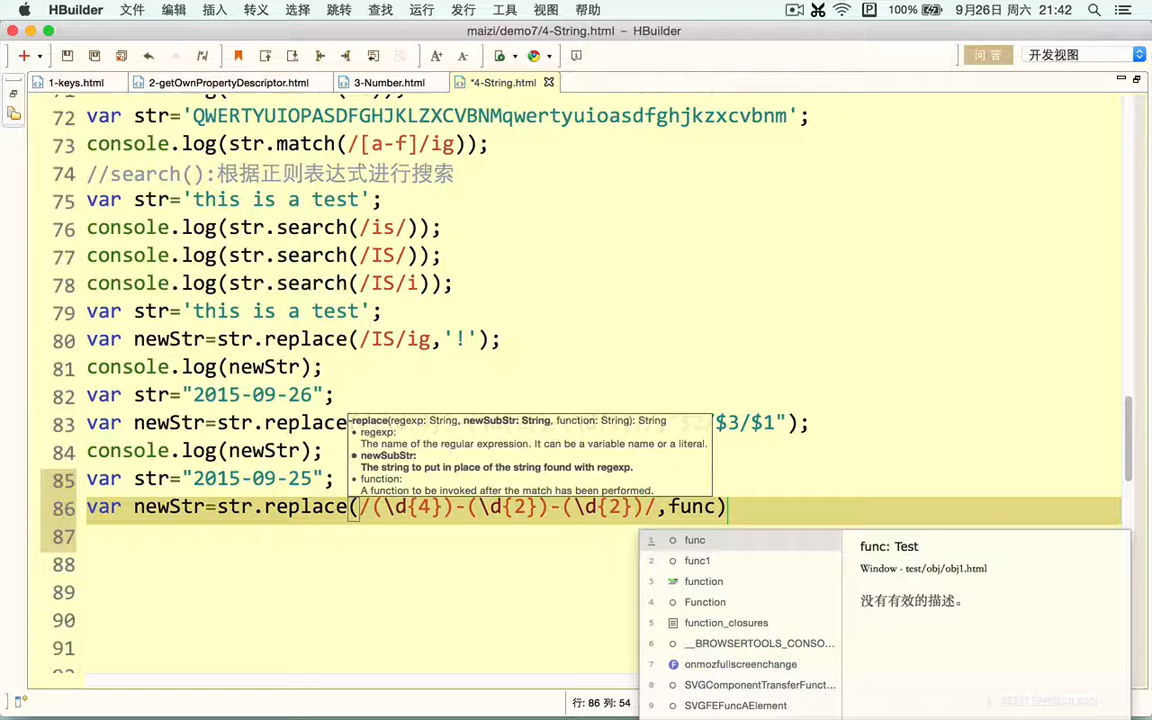 HBuilder 文件 编辑 插入 转义 选择 跳转 查找 运行 发行 工具 视图 帮助 100% 9月26日 周六 21:42
maizi/demo7/4-String.html – HBuilder
问 答 开发视图
1-keys.html 2-getOwnPropertyDescriptor.html 3-Number.html *4-String.html
72 var str='QWERTYUIOPASDFGHJKLZXCVBNMqwertyuioasdfghjkzxcvbnm';
73 console.log(str.match(/[a-f]/ig));
74 //search():根据正则表达式进行搜索
75 var str='this is a test';
76 console.log(str.search(/is/));
77 console.log(str.search(/IS/));
78 console.log(str.search(/IS/i));
79 var str='this is a test';
80 var newStr=str.replace(/IS/ig,'!');
81 console.log(newStr);
82 var str="2015-09-26";
83 var newStr=str.replace $3/$1");
84 console.log(newStr);
85 var str="2015-09-25";
86 var newStr=str.replace(/(\d{4})-(\d{2})-(\d{2})/,func)
87
88
89
90
91
replace(regexp: String, newSubStr: String, function: String): String
• regexp:
The name of the regular expression. It can be a variable name or a literal.
• newSubStr:
The string to put in place of the string found with regexp.
• function:
A function to be invoked after the match has been performed.
1 func
2 func1
3 function
4 Function
5 function_closures
6 __BROWSERTOOLS_CONSO...
7 onmozfullscreenchange
8 SVGComponentTransferFunct...
9 SVGFEFuncAElement
func: Test
Window - test/obj/obj1.html
没有有效的描述。
行: 86 列: 54